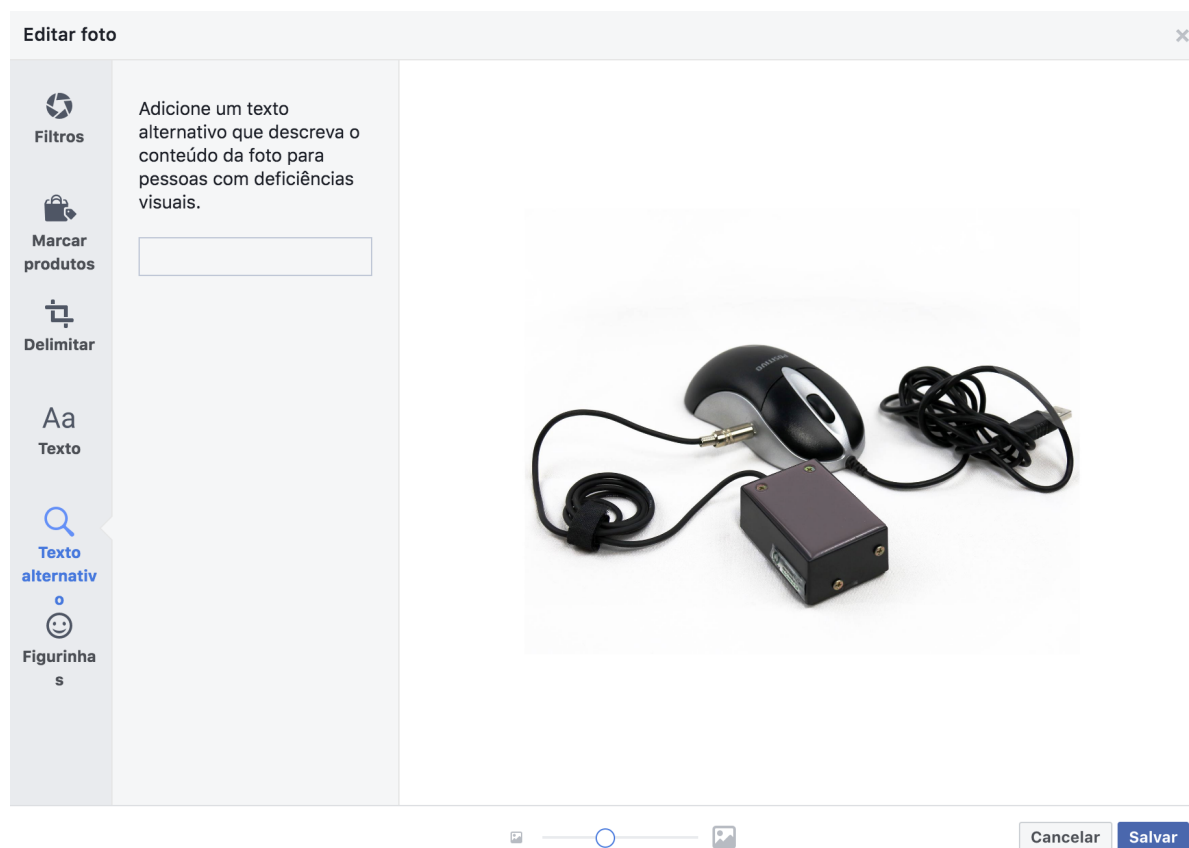 Editar foto
Filtros
Marcar
produtos
Delimitar
Aa
Texto
Texto
alternativ
o
Figurinha
s
Adicione um texto
alternativo que descreva o
conteúdo da foto para
pessoas com deficiências
visuais.
POSITIVO
Cancelar
Salvar